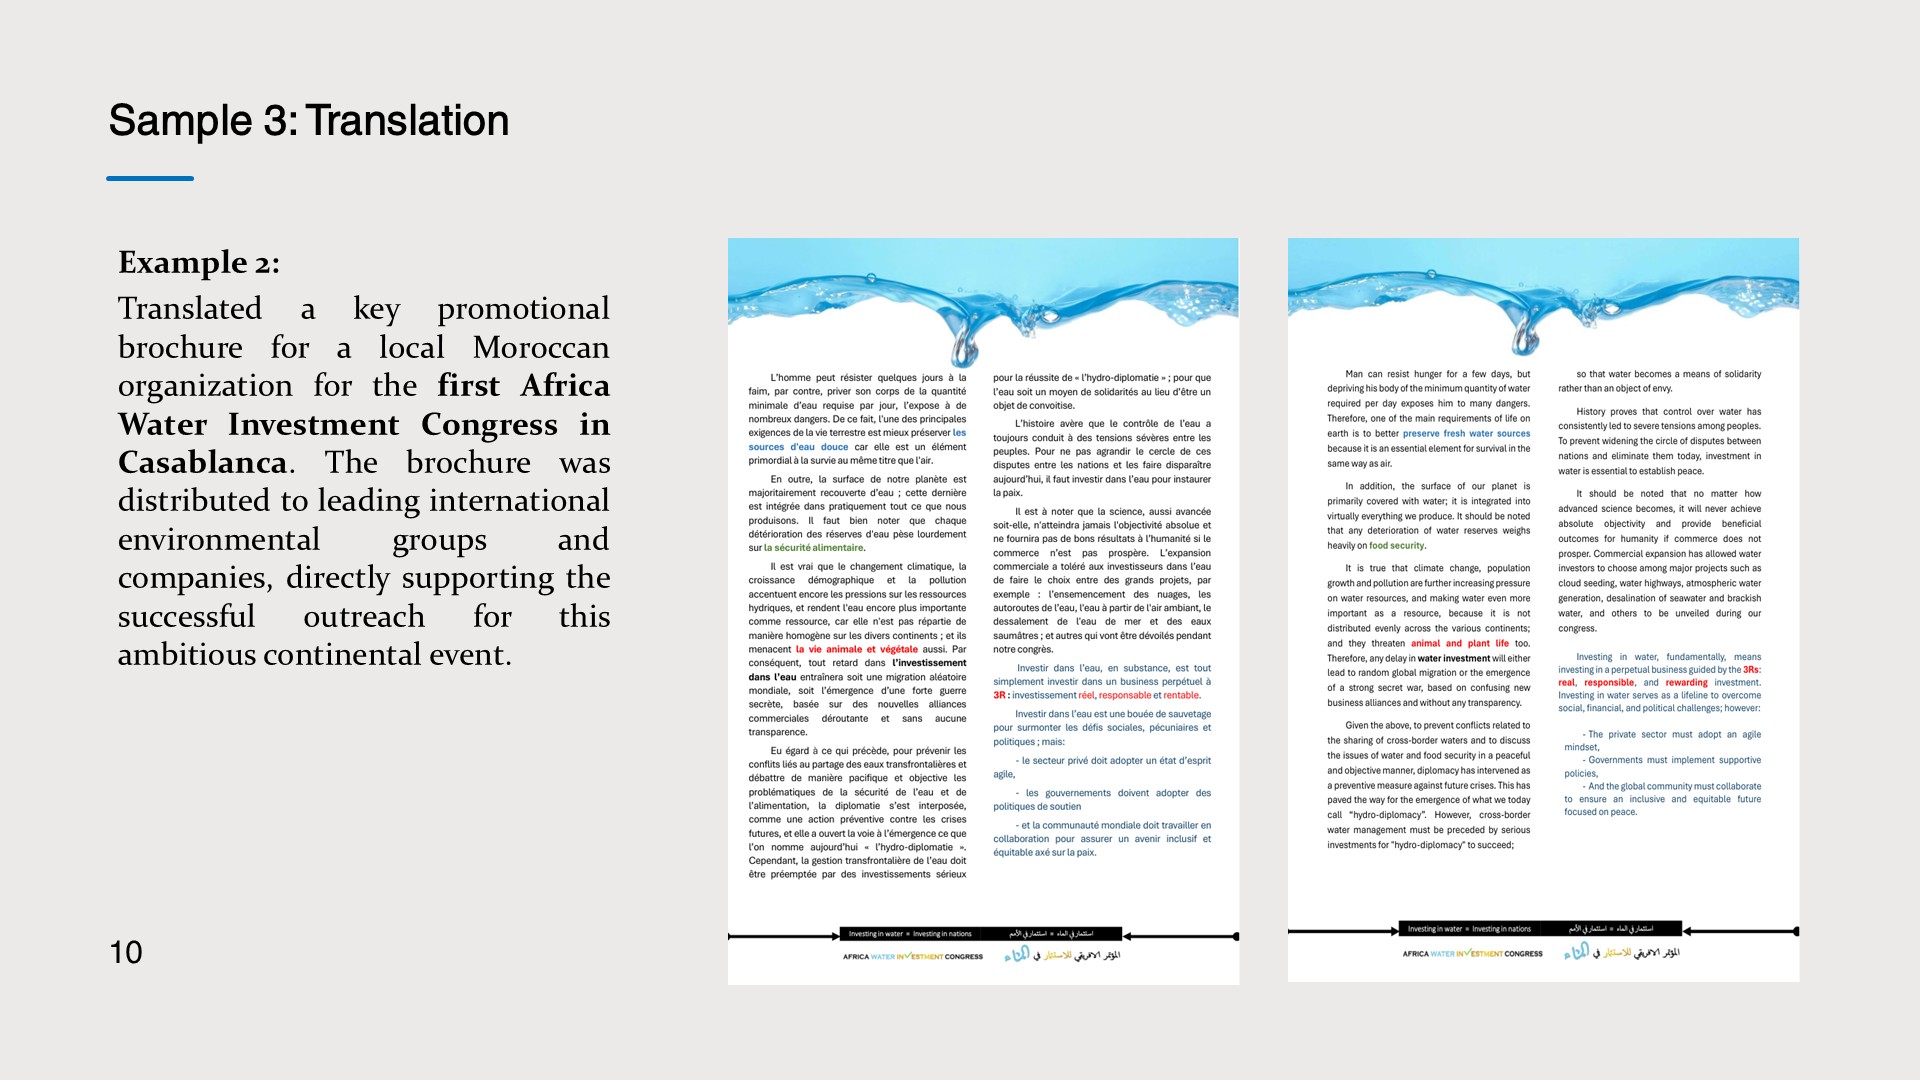 Sample 3: Translation
Example 2:
Translated a key promotional
brochure for a local Moroccan
organization for the first Africa
Water Investment Congress in
Casablanca. The brochure was
distributed to leading international
environmental groups and
companies, directly supporting the
successful outreach for this
ambitious continental event.
10
L'homme peut résister quelques jours à la
faim, par contre, priver son corps de la quantité
minimale d'eau requise par jour, l'expose à de
nombreux dangers. De ce fait, l'une des principales
exigences de la vie terrestre est mieux préserver les
sources d'eau douce car elle est un élément
primordial à la survie au même titre que l'air.
En outre, la surface de notre planète est
majoritairement recouverte d'eau ; cette dernière
est intégrée dans pratiquement tout ce que nous
produisons. Il faut bien noter que chaque
détérioration des réserves d'eau pèse lourdement
sur la sécurité alimentaire.
Il est vrai que le changement climatique, la
croissance démographique et la pollution
accentuent encore les pressions sur les ressources
hydriques, et rendent l'eau encore plus importante
comme ressource, car elle n'est pas répartie de
manière homogène sur les divers continents ; et ils
menacent la vie animale et végétale aussi. Par
conséquent, tout retard dans l'investissement
dans l'eau entraînera soit une migration aléatoire
mondiale, soit l'émergence d'une forte guerre
secrète, basée sur des nouvelles alliances
commerciales déroutante et sans aucune
transparence.
Eu égard à ce qui précède, pour prévenir les
conflits liés au partage des eaux transfrontalières et
débattre de manière pacifique et objective les
problématiques de la sécurité de l'eau et de
l'alimentation, la diplomatie s'est interposée,
comme une action préventive contre les crises
futures, et elle a ouvert la voie à l'émergence ce que
l'on nomme aujourd'hui « l'hydro-diplomatie ».
Cependant, la gestion transfrontalière de l'eau doit
être préemptée par des investissements sérieux
pour la réussite de « l'hydro-diplomatie » ; pour que
l'eau soit un moyen de solidarités au lieu d'être un
objet de convoitise.
L'histoire avère que le contrôle de l'eau a
toujours conduit à des tensions sévères entre les
peuples. Pour ne pas agrandir le cercle de ces
disputes entre les nations et les faire disparaître
aujourd'hui, il faut investir dans l'eau pour instaurer
la paix.
Il est à noter que la science, aussi avancée
soit-elle, n'atteindra jamais l'objectivité absolue et
ne fournira pas de bons résultats à l'humanité si le
commerce n'est pas prospère. L'expansion
commerciale a toléré aux investisseurs dans l'eau
de faire le choix entre des grands projets, par
exemple : l'ensemencement des nuages, les
autoroutes de l'eau, l'eau à partir de l'air ambiant, le
dessalement de l'eau de mer et des eaux
saumâtres ; et autres qui vont être dévoilés pendant
notre congrès.
Investir dans l'eau, en substance, est tout
simplement investir dans un business perpétuel à
3R : investissement réel, responsable et rentable.
Investir dans l'eau est une bouée de sauvetage
pour surmonter les défis sociales, pécuniaires et
politiques ; mais:
- le secteur privé doit adopter un état d'esprit
agile,
- les gouvernements doivent adopter des
politiques de soutien
- et la communauté mondiale doit travailler en
collaboration pour assurer un avenir inclusif et
équitable axé sur la paix.
Investing in water = Investing in nations استثمار في الماء = استثمار في الأمم
AFRICA WATER INVESTMENT CONGRESS المؤتمر الافريقي للاستثمار في الماء
Man can resist hunger for a few days, but
depriving his body of the minimum quantity of water
required per day exposes him to many dangers.
Therefore, one of the main requirements of life on
earth is to better preserve fresh water sources
because it is an essential element for survival in the
same way as air.
In addition, the surface of our planet is
primarily covered with water; it is integrated into
virtually everything we produce. It should be noted
that any deterioration of water reserves weighs
heavily on food security.
It is true that climate change, population
growth and pollution are further increasing pressure
on water resources, and making water even more
important as a resource, because it is not
distributed evenly across the various continents;
and they threaten animal and plant life too.
Therefore, any delay in water investment will either
lead to random global migration or the emergence
of a strong secret war, based on confusing new
business alliances and without any transparency.
Given the above, to prevent conflicts related to
the sharing of cross-border waters and to discuss
the issues of water and food security in a peaceful
and objective manner, diplomacy has intervened as
a preventive measure against future crises. This has
paved the way for the emergence of what we today
call “hydro-diplomacy”. However, cross-border
water management must be preceded by serious
investments for "hydro-diplomacy" to succeed;
so that water becomes a means of solidarity
rather than an object of envy.
History proves that control over water has
consistently led to severe tensions among peoples.
To prevent widening the circle of disputes between
nations and eliminate them today, investment in
water is essential to establish peace.
It should be noted that no matter how
advanced science becomes, it will never achieve
absolute objectivity and provide beneficial
outcomes for humanity if commerce does not
prosper. Commercial expansion has allowed water
investors to choose among major projects such as
cloud seeding, water highways, atmospheric water
generation, desalination of seawater and brackish
water, and others to be unveiled during our
congress.
Investing in water, fundamentally, means
investing in a perpetual business guided by the 3Rs:
real, responsible, and rewarding investment.
Investing in water serves as a lifeline to overcome
social, financial, and political challenges; however:
- The private sector must adopt an agile
mindset,
- Governments must implement supportive
policies,
- And the global community must collaborate
to ensure an inclusive and equitable future
focused on peace.
Investing in water = Investing in nations استثمار في الماء = استثمار في الأمم
AFRICA WATER INVESTMENT CONGRESS المؤتمر الافريقي للاستثمار في الماء